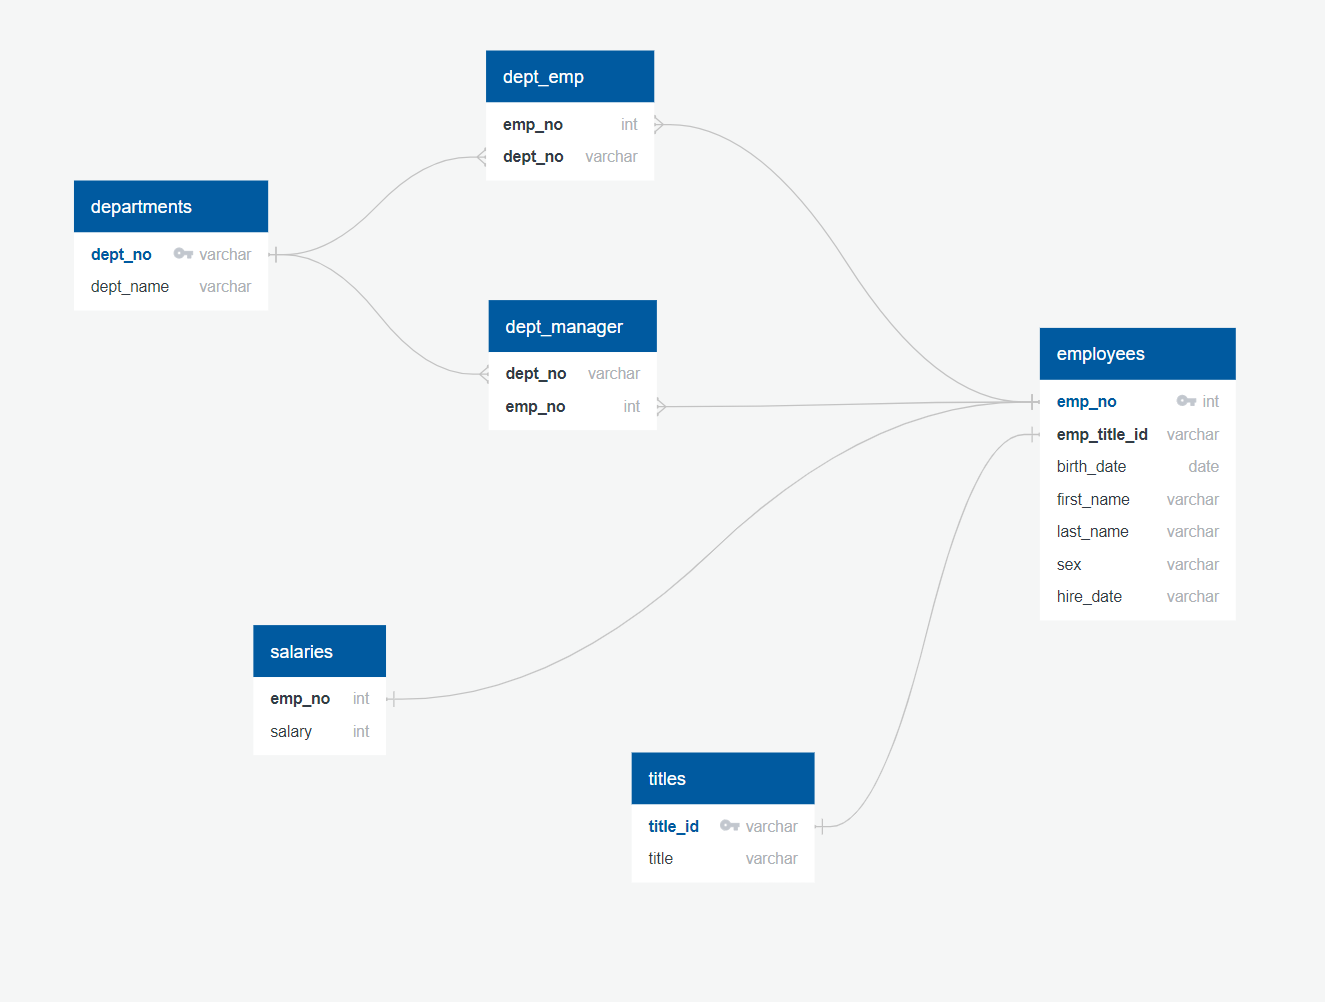 dept_emp
emp_no int
dept_no varchar
departments
dept_no varchar
dept_name varchar
dept_manager
dept_no varchar
emp_no int
employees
emp_no int
emp_title_id varchar
birth_date date
first_name varchar
last_name varchar
sex varchar
hire_date varchar
salaries
emp_no int
salary int
titles
title_id varchar
title varchar